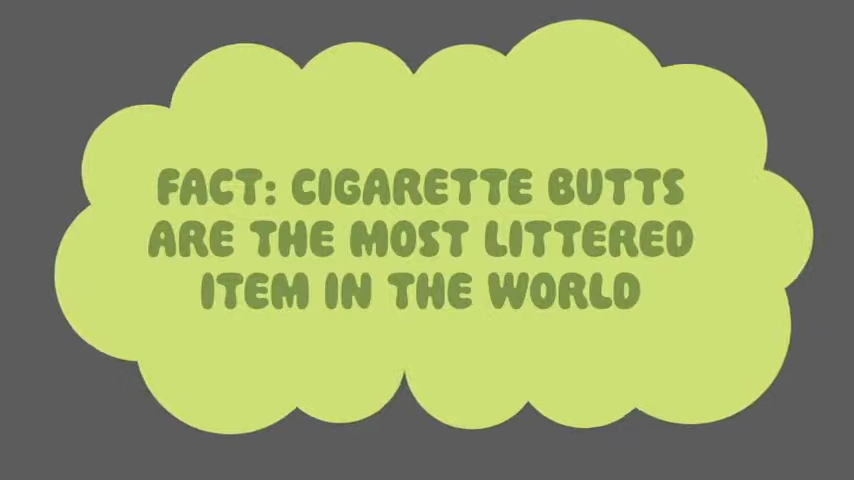 FACT: CIGARETTE BUTTS
ARE THE MOST LITTERED
ITEM IN THE WORLD